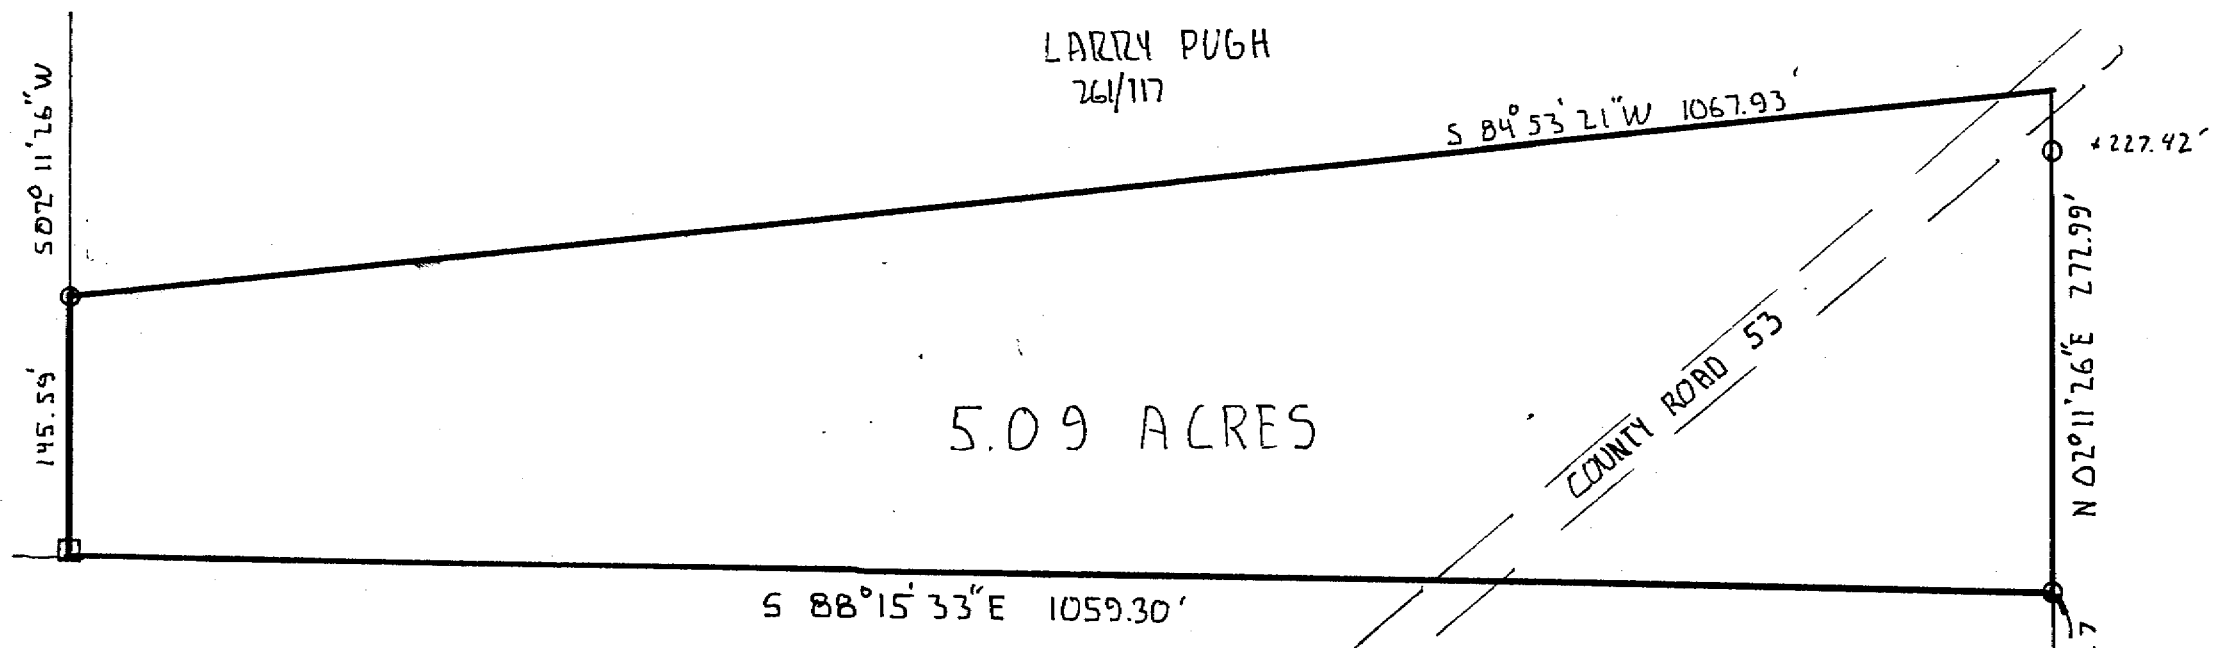 LARRY PUGH
261/117
S 84° 53' 21" W 1067.93'
S 02° 11' 26" W
145.59'
227.42'
N 02° 11' 26" E 272.99'
5.09 ACRES
COUNTY ROAD 53
S 88° 15' 33" E 1059.30'